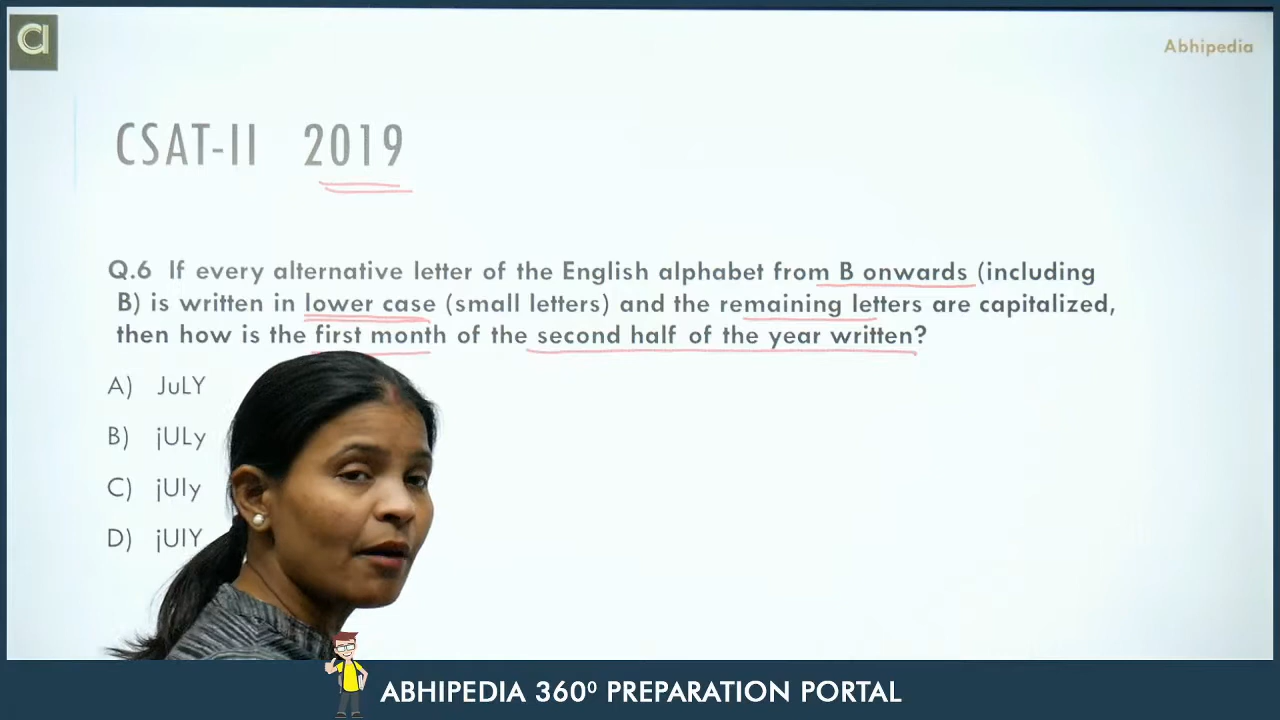 Abhipedia
CSAT-II 2019
Q.6 If every alternative letter of the English alphabet from B onwards (including
B) is written in lower case (small letters) and the remaining letters are capitalized,
then how is the first month of the second half of the year written?
A) JuLY
B) jULy
C) jUly
D) jUlY
ABHIPEDIA 360⁰ PREPARATION PORTAL